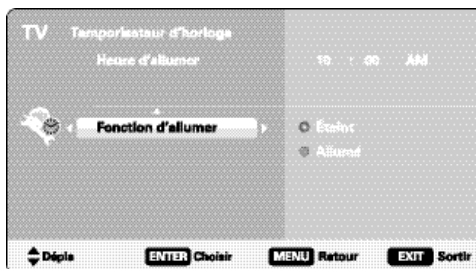 TV Temporisateur d'horloge
Heure d'allumer 10 : 00 AM
Fonction d'allumer Éteint
Allumé
Dépla ENTER Choisir MENU Retour EXIT Sortir